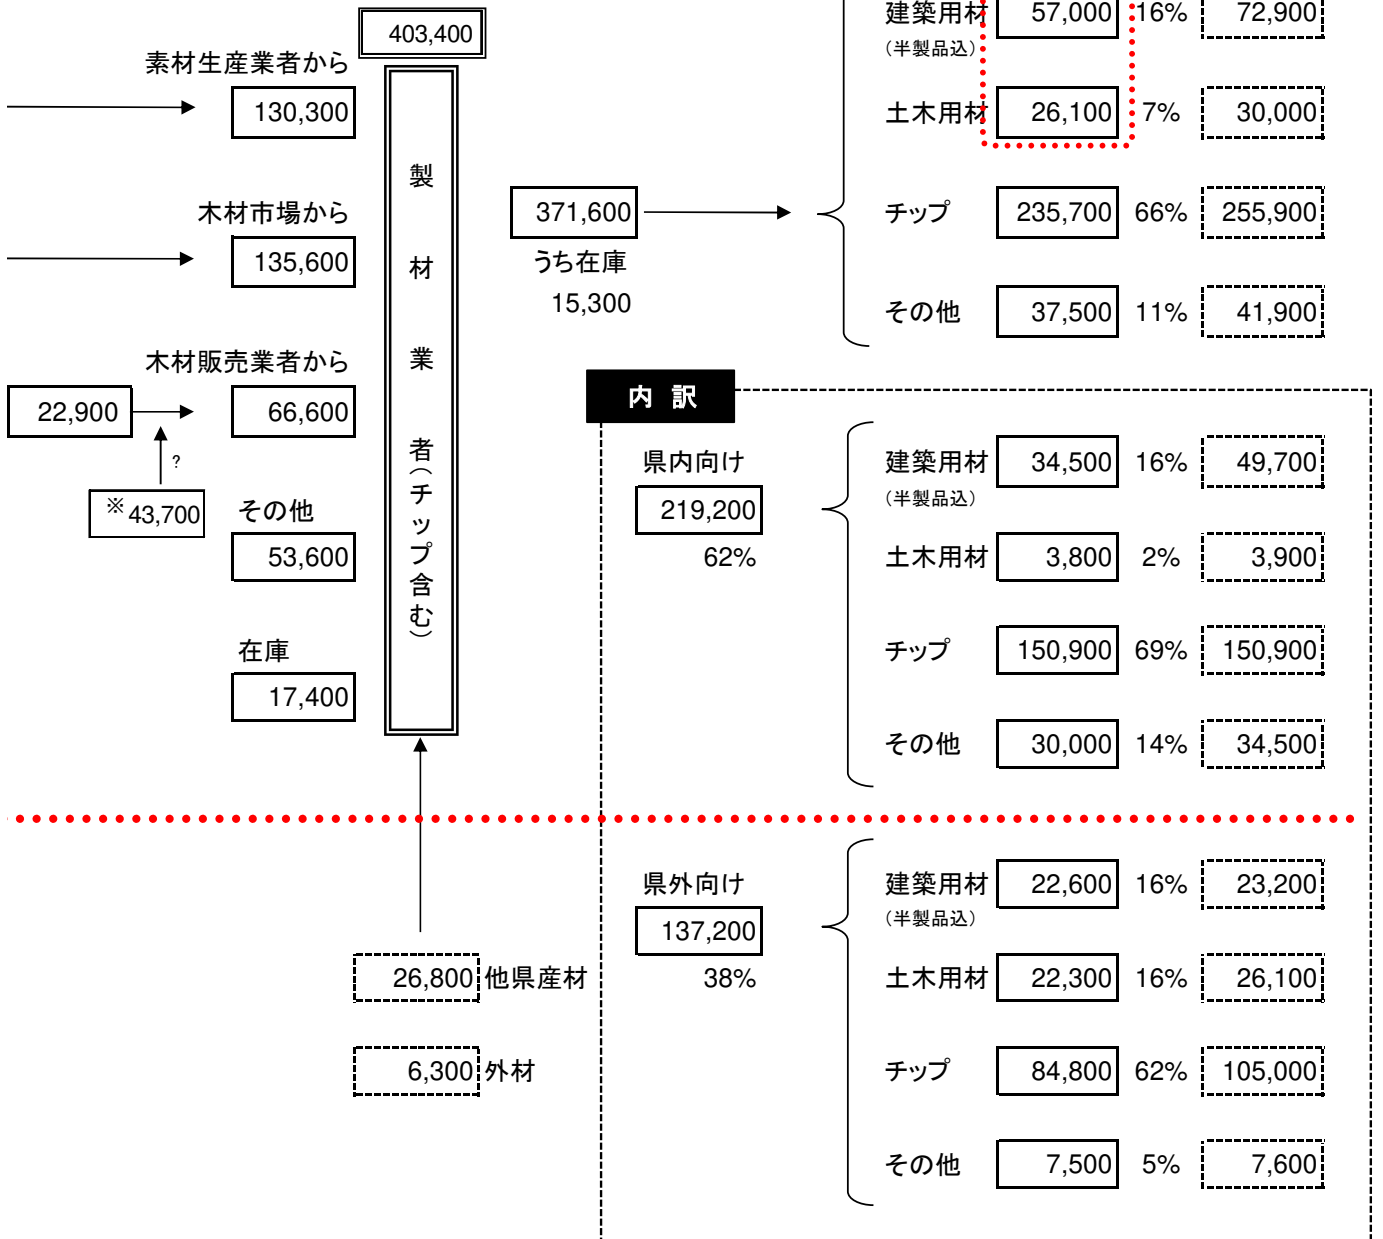 403,400
素材生産業者から
130,300
木材市場から
135,600
木材販売業者から
22,900
66,600
?
※43,700
その他
53,600
在庫
17,400
製材業者(チップ含む)
26,800 他県産材
6,300 外材
371,600
うち在庫
15,300
建築用材 57,000 16% 72,900
(半製品込)
土木用材 26,100 7% 30,000
チップ 235,700 66% 255,900
その他 37,500 11% 41,900
内 訳
県内向け
219,200
62%
建築用材 34,500 16% 49,700
(半製品込)
土木用材 3,800 2% 3,900
チップ 150,900 69% 150,900
その他 30,000 14% 34,500
県外向け
137,200
38%
建築用材 22,600 16% 23,200
(半製品込)
土木用材 22,300 16% 26,100
チップ 84,800 62% 105,000
その他 7,500 5% 7,600